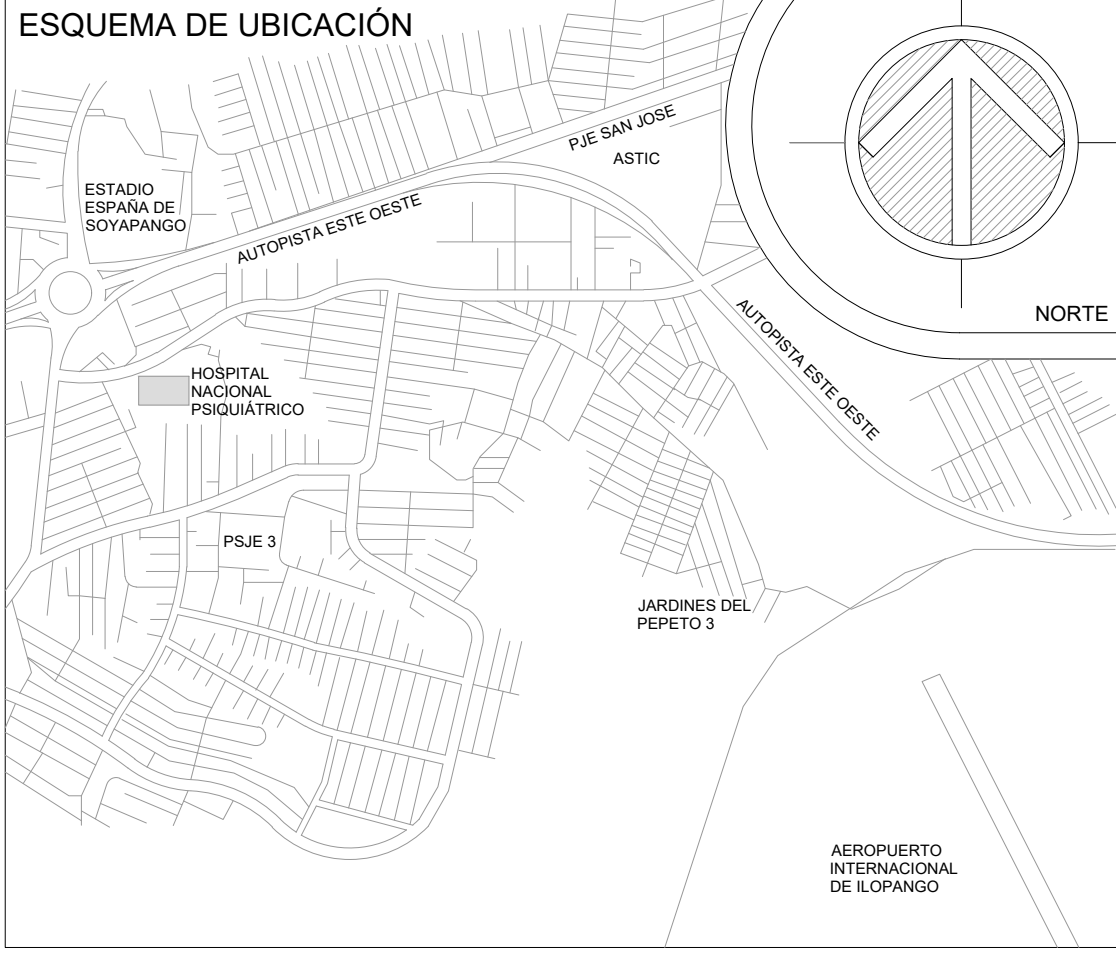 ESQUEMA DE UBICACIÓN
PJE SAN JOSE
ASTIC
ESTADIO
ESPAÑA DE
SOYAPANGO
AUTOPISTA ESTE OESTE
NORTE
AUTOPISTA ESTE OESTE
HOSPITAL
NACIONAL
PSIQUIÁTRICO
PSJE 3
JARDINES DEL
PEPETO 3
AEROPUERTO
INTERNACIONAL
DE ILOPANGO